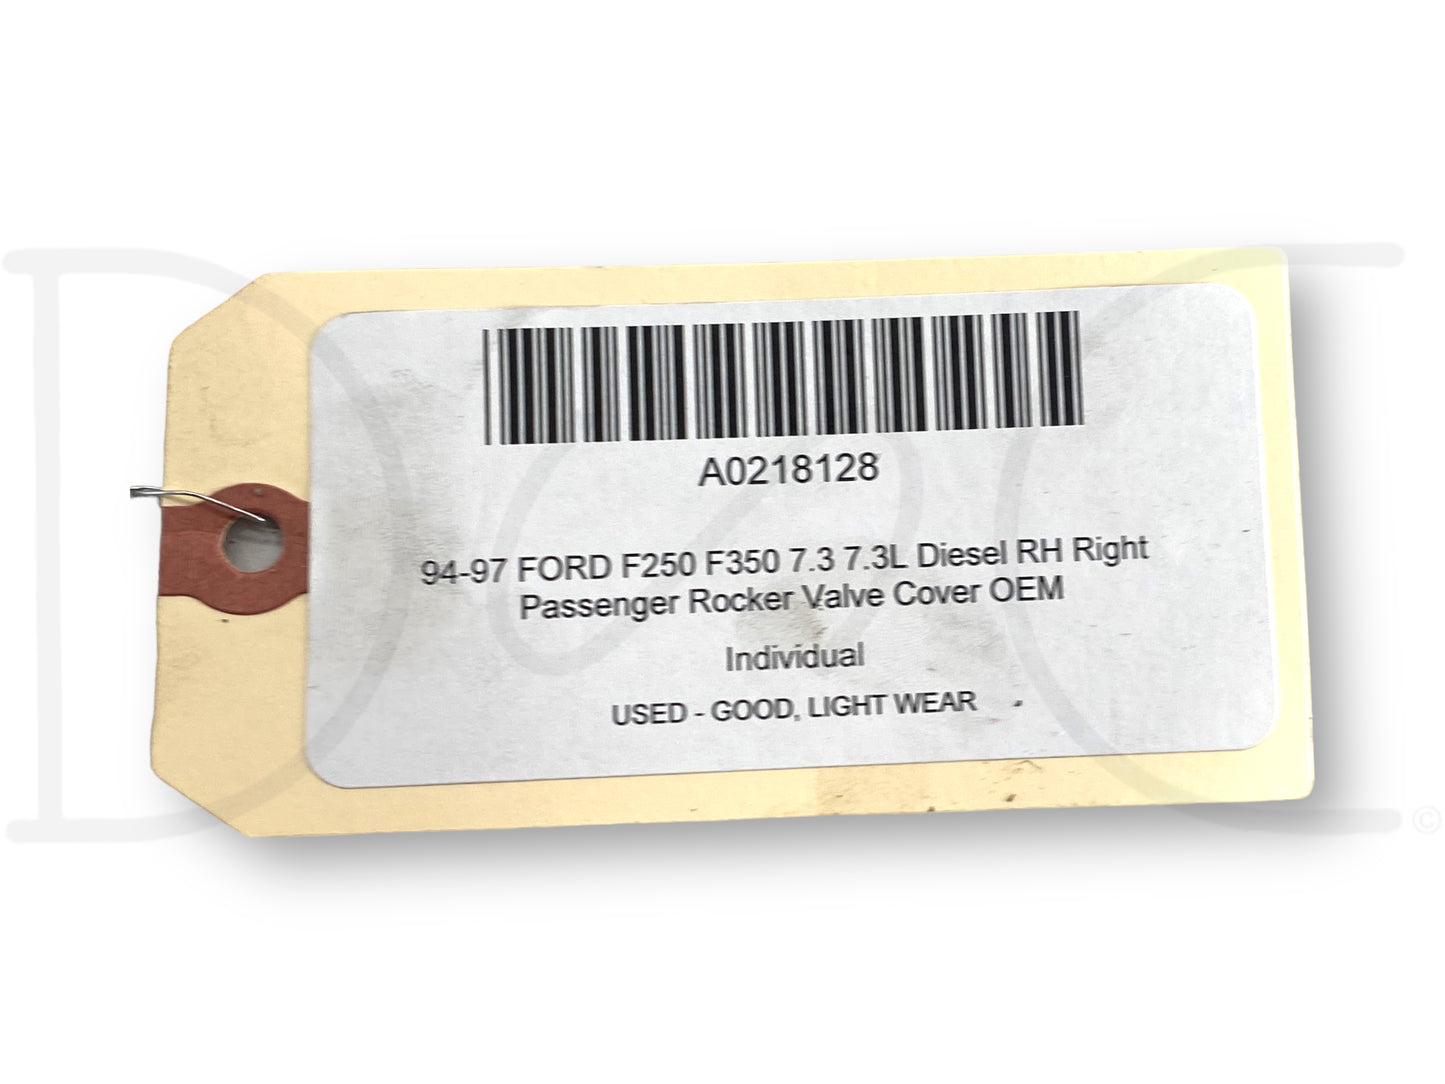 A0218128
94-97 FORD F250 F350 7.3 7.3L Diesel RH Right
Passenger Rocker Valve Cover OEM
Individual
USED - GOOD, LIGHT WEAR
©